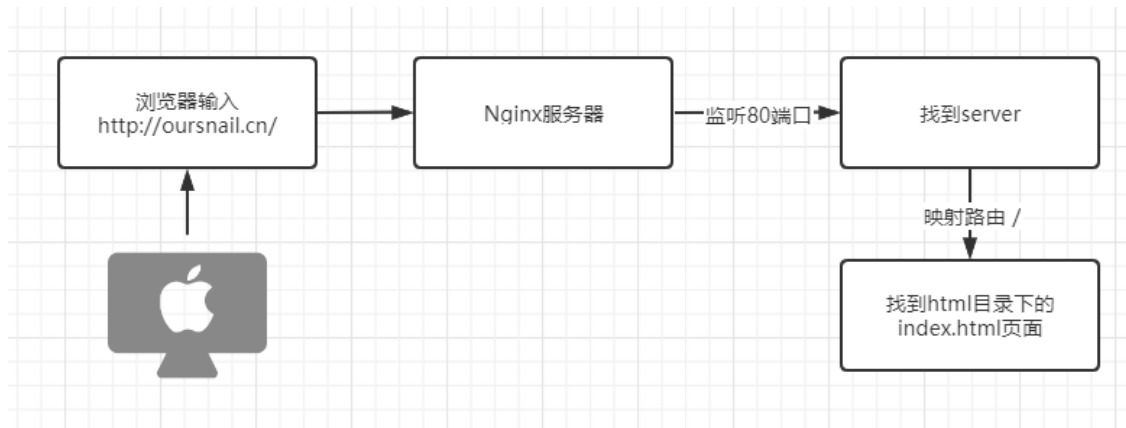 浏览器输入
http://oursnail.cn/
Nginx服务器
监听80端口
找到server
映射路由 /
找到html目录下的
index.html页面